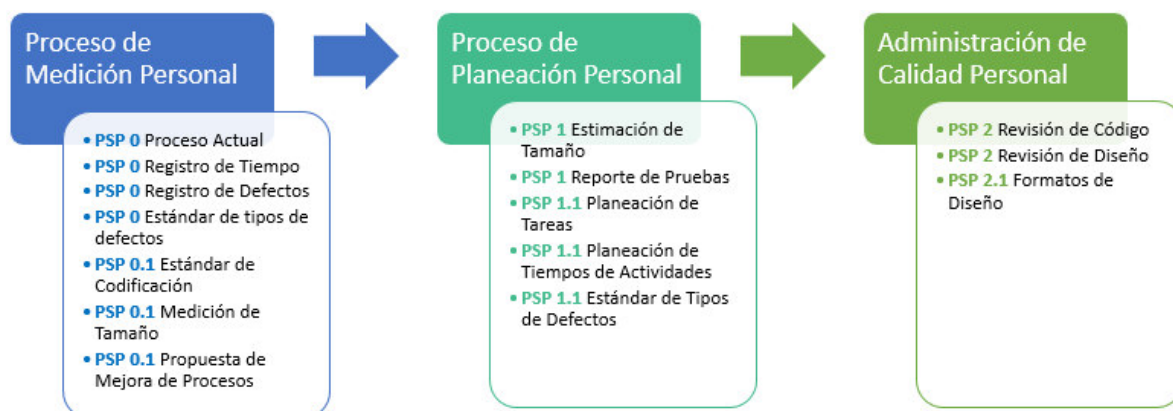 Proceso de
Medición Personal
• PSP 0 Proceso Actual
• PSP 0 Registro de Tiempo
• PSP 0 Registro de Defectos
• PSP 0 Estándar de tipos de
defectos
• PSP 0.1 Estándar de
Codificación
• PSP 0.1 Medición de
Tamaño
• PSP 0.1 Propuesta de
Mejora de Procesos
Proceso de
Planeación Personal
• PSP 1 Estimación de
Tamaño
• PSP 1 Reporte de Pruebas
• PSP 1.1 Planeación de
Tareas
• PSP 1.1 Planeación de
Tiempos de Actividades
• PSP 1.1 Estándar de Tipos
de Defectos
Administración de
Calidad Personal
• PSP 2 Revisión de Código
• PSP 2 Revisión de Diseño
• PSP 2.1 Formatos de
Diseño